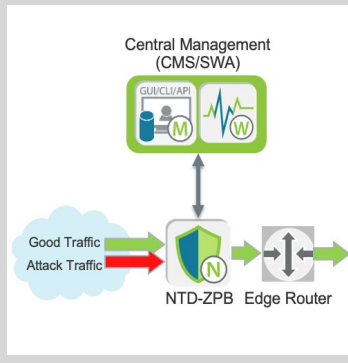 Central Management
(CMS/SWA)
GUI/CLI/API
M
W
Good Traffic
Attack Traffic
N
NTD-ZPB
Edge Router